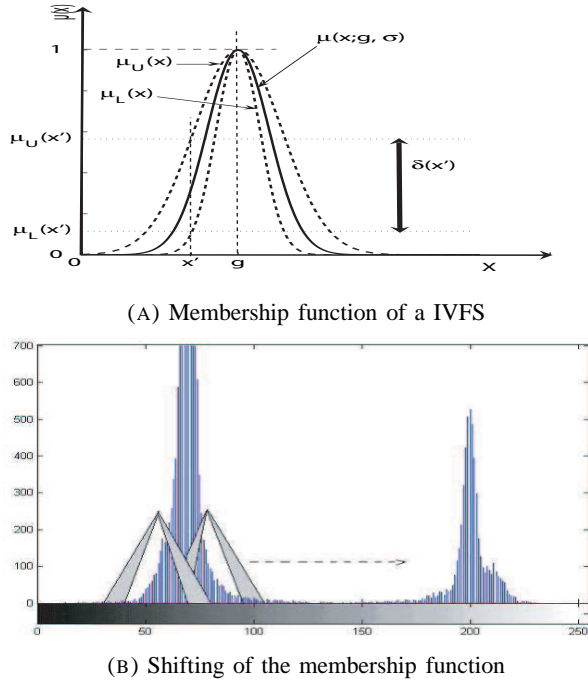 μ(x)
μ(x;g, σ)
1
μU(x)
μL(x)
μU(x′)
δ(x′)
μL(x′)
0
0
x′
g
X
(A) Membership function of a IVFS
700
600
500
400
300
200
100
0
0
50
100
150
200
250
(B) Shifting of the membership function